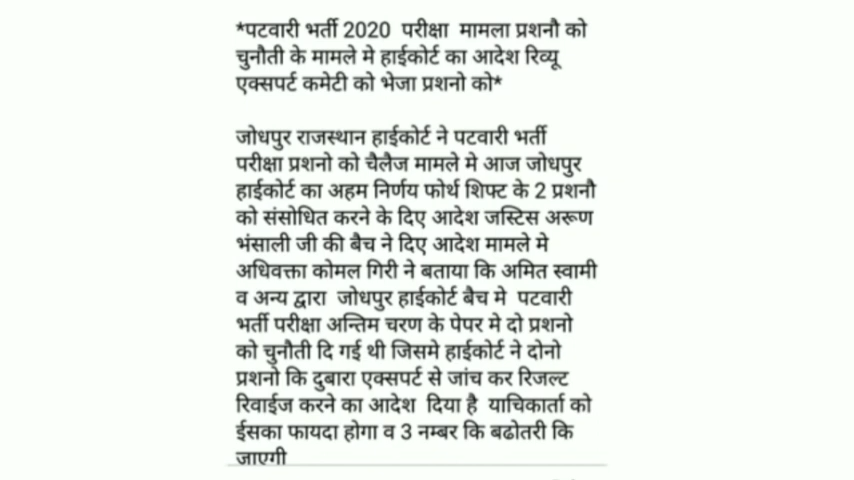 *पटवारी भर्ती 2020 परीक्षा मामला प्रशनौ को
चुनौती के मामले मे हाईकोर्ट का आदेश रिव्यू
एक्सपर्ट कमेटी को भेजा प्रशनो को*
जोधपुर राजस्थान हाईकोर्ट ने पटवारी भर्ती
परीक्षा प्रशनो को चैलैज मामले मे आज जोधपुर
हाईकोर्ट का अहम निर्णय फोर्थ शिफ्ट के 2 प्रशनौ
को संसोधित करने के दिए आदेश जस्टिस अरूण
भंसाली जी की बैच ने दिए आदेश मामले मे
अधिवक्ता कोमल गिरी ने बताया कि अमित स्वामी
व अन्य द्वारा जोधपुर हाईकोर्ट बैच मे पटवारी
भर्ती परीक्षा अन्तिम चरण के पेपर मे दो प्रशनो
को चुनौती दि गई थी जिसमे हाईकोर्ट ने दोनो
प्रशनो कि दुबारा एक्सपर्ट से जांच कर रिजल्ट
रिवाईज करने का आदेश दिया है याचिकार्ता को
ईसका फायदा होगा व 3 नम्बर कि बढोतरी कि
जाएगी